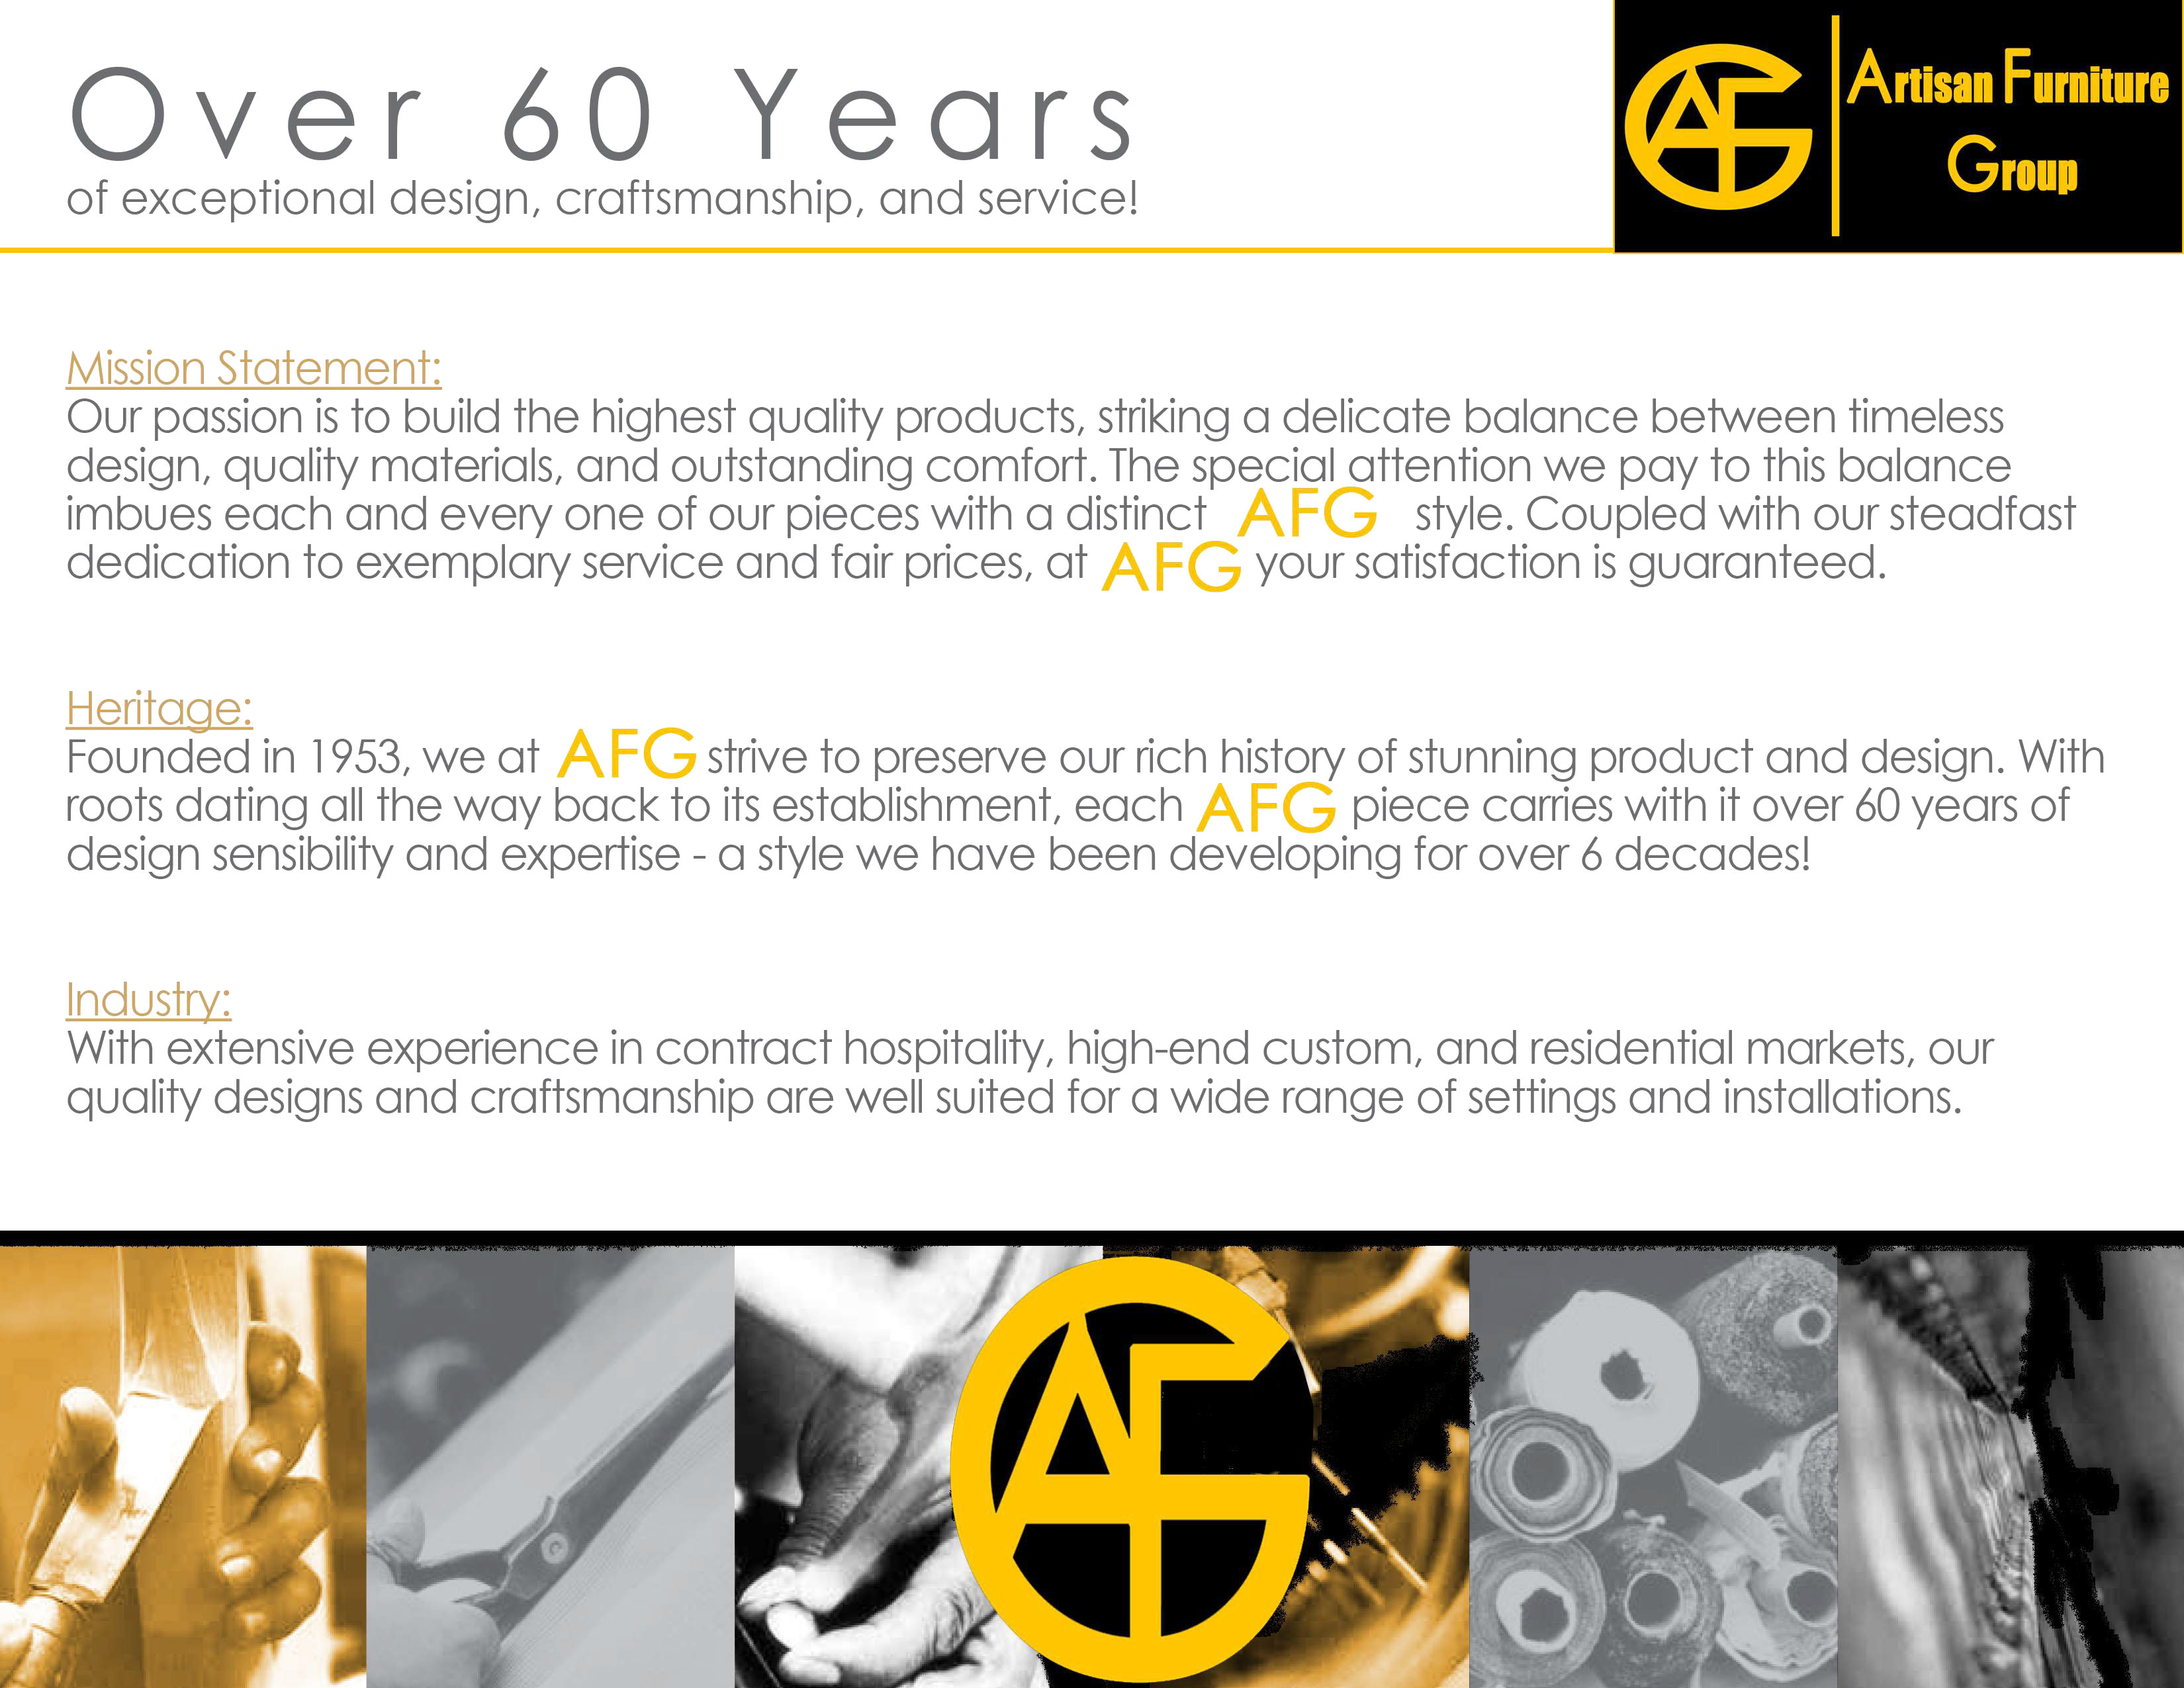 Over 60 Years
of exceptional design, craftsmanship, and service!
AFG
Artisan Furniture
Group
Mission Statement:
Our passion is to build the highest quality products, striking a delicate balance between timeless
design, quality materials, and outstanding comfort. The special attention we pay to this balance
imbues each and every one of our pieces with a distinct AFG style. Coupled with our steadfast
dedication to exemplary service and fair prices, at AFG your satisfaction is guaranteed.
Heritage:
Founded in 1953, we at AFG strive to preserve our rich history of stunning product and design. With
roots dating all the way back to its establishment, each AFG piece carries with it over 60 years of
design sensibility and expertise - a style we have been developing for over 6 decades!
Industry:
With extensive experience in contract hospitality, high-end custom, and residential markets, our
quality designs and craftsmanship are well suited for a wide range of settings and installations.
AFG